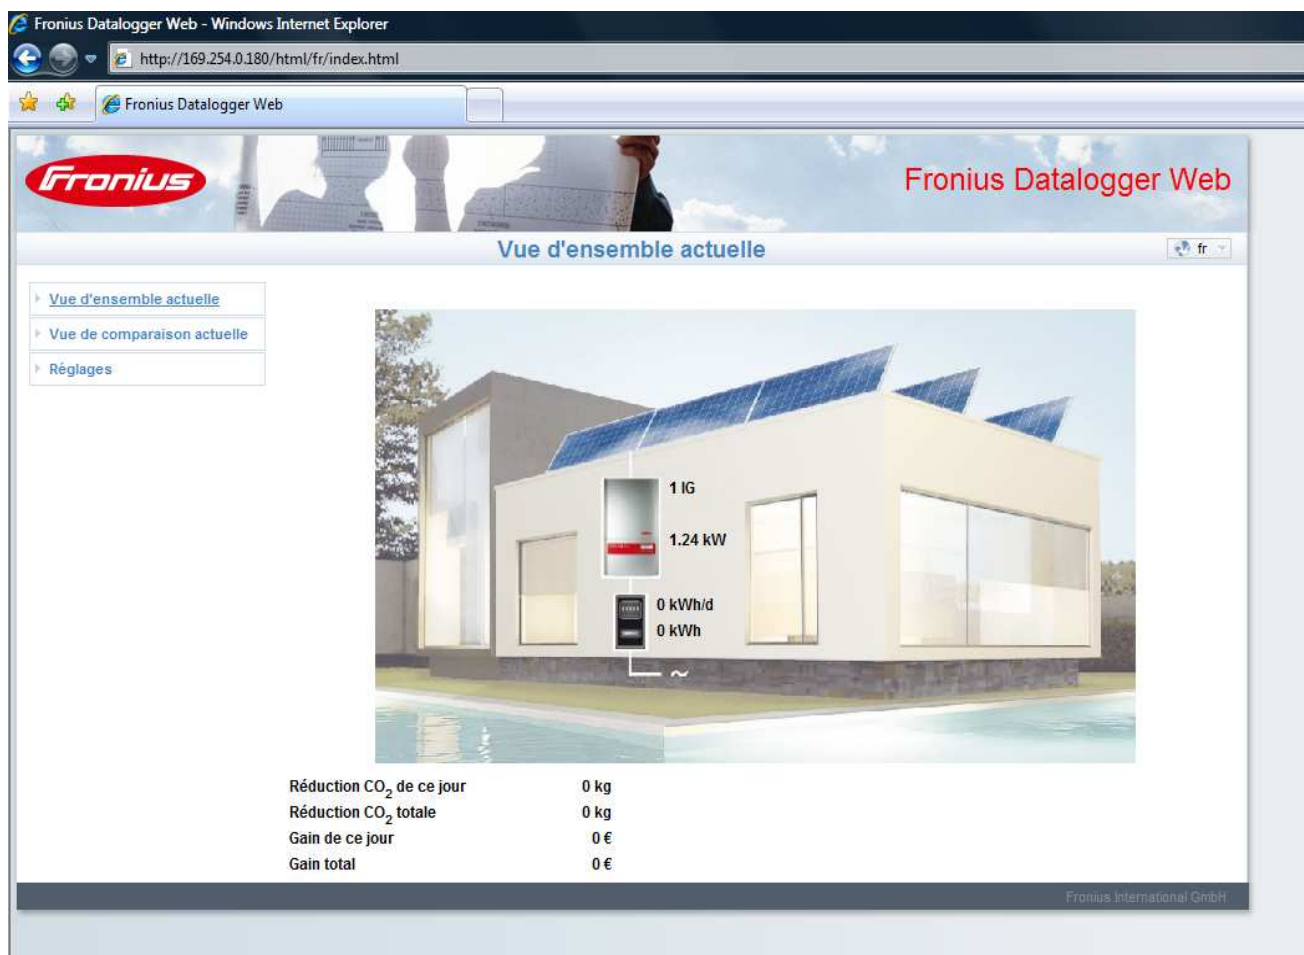 Fronius Datalogger Web - Windows Internet Explorer
http://169.254.0.180/html/fr/index.html
Fronius Datalogger Web
Fronius
Fronius Datalogger Web
Vue d'ensemble actuelle
fr
Vue d'ensemble actuelle
Vue de comparaison actuelle
Réglages
1 IG
1.24 kW
0 kWh/d
0 kWh
~
Réduction CO2 de ce jour 0 kg
Réduction CO2 totale 0 kg
Gain de ce jour 0 €
Gain total 0 €
Fronius International GmbH